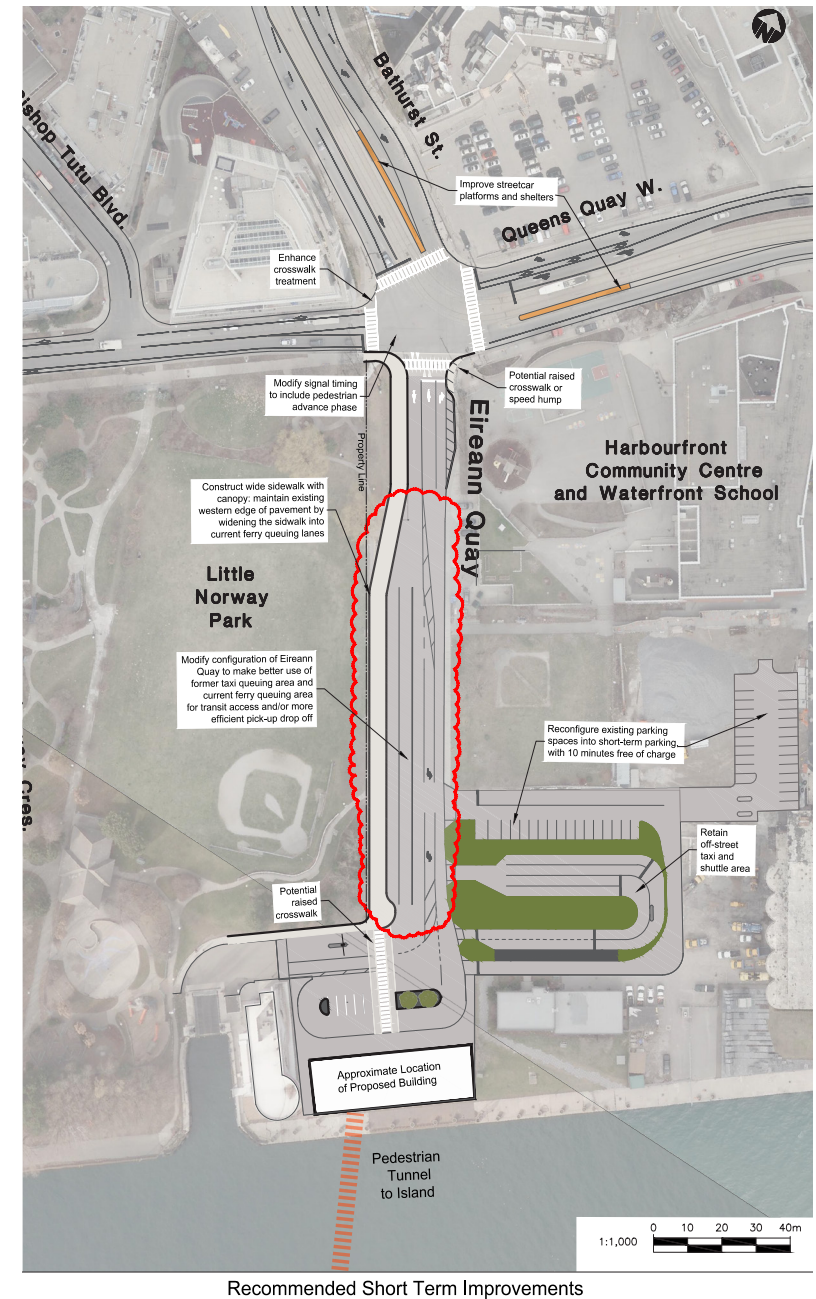 N
Bathurst St.
Bishop Tutu Blvd.
Improve streetcar
platforms and shelters
Queens Quay W.
Enhance
crosswalk
treatment
Modify signal timing
to include pedestrian
advance phase
Potential raised
crosswalk or
speed hump
Property Line
Eireann Quay
Harbourfront
Community Centre
and Waterfront School
Construct wide sidewalk with
canopy: maintain existing
western edge of pavement by
widening the sidwalk into
current ferry queuing lanes
Little
Norway
Park
Modify configuration of Eireann
Quay to make better use of
former taxi queuing area and
current ferry queuing area
for transit access and/or more
efficient pick-up drop off
Reconfigure existing parking
spaces into short-term parking
with 10 minutes free of charge
Cres.
Retain
off-street
taxi and
shuttle area
Potential
raised
crosswalk
Approximate Location
of Proposed Building
Pedestrian
Tunnel
to Island
0 10 20 30 40m
1:1,000
Recommended Short Term Improvements